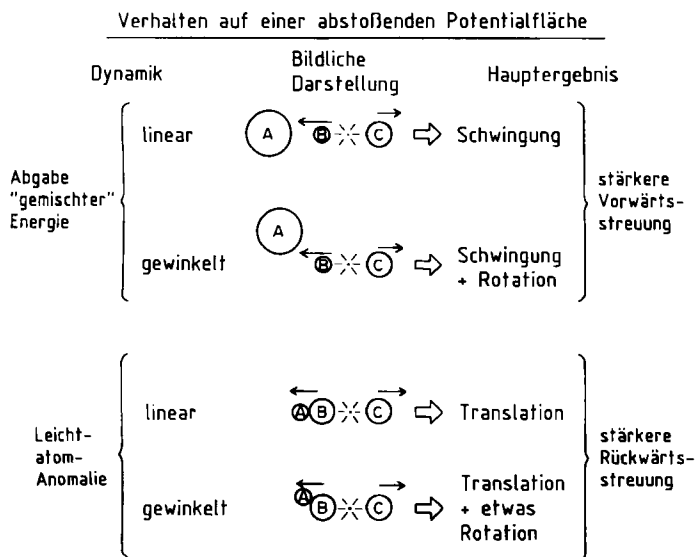 Verhalten auf einer abstoßenden Potentialfläche
Dynamik
Bildliche
Darstellung
Hauptergebnis
Abgabe
"gemischter"
Energie
linear
A B C
Schwingung
gewinkelt
A
B C
Schwingung
+ Rotation
stärkere
Vorwärts-
streuung
Leicht-
atom-
Anomalie
linear
A B C
Translation
gewinkelt
A
B C
Translation
+ etwas
Rotation
stärkere
Rückwärts-
streuung